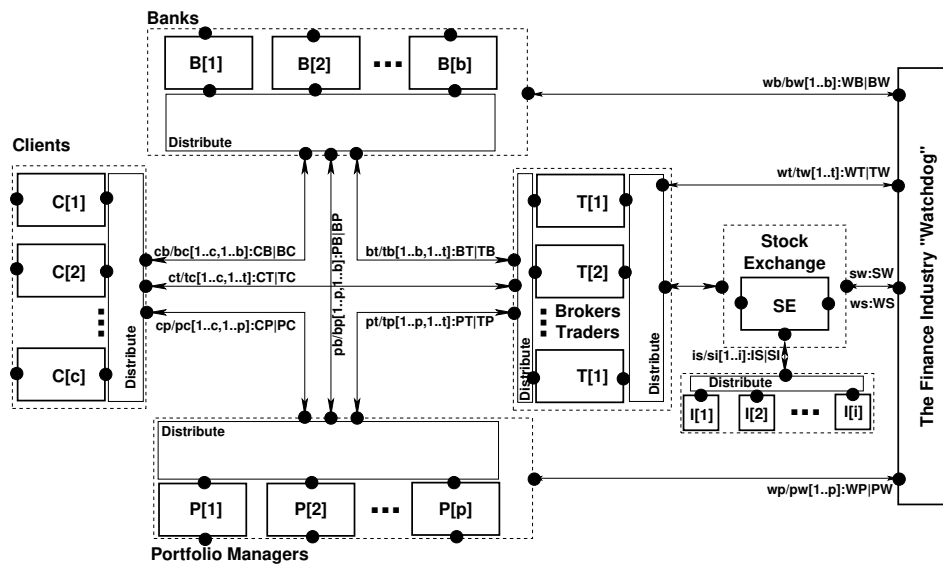 Banks
B[1]
B[2]
B[b]
Distribute
wb/bw[1..b]:WB|BW
Clients
C[1]
C[2]
C[c]
Distribute
cb/bc[1..c,1..b]:CB|BC
ct/tc[1..c,1..t]:CT|TC
cp/pc[1..c,1..p]:CP|PC
pb/bp[1..p,1..b]:PB|BP
bt/tb[1..b,1..t]:BT|TB
pt/tp[1..p,1..t]:PT|TP
Distribute
T[1]
T[2]
Brokers
Traders
T[1]
Distribute
wt/tw[1..t]:WT|TW
Stock
Exchange
SE
sw:SW
ws:WS
is/si[1..i]:IS|SI
Distribute
I[1]
I[2]
I[i]
The Finance Industry "Watchdog"
Distribute
P[1]
P[2]
P[p]
Portfolio Managers
wp/pw[1..p]:WP|PW